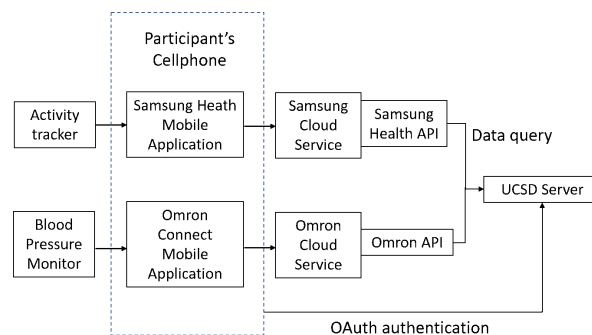 Participant's
Cellphone
Activity
tracker
Samsung Heath
Mobile
Application
Samsung
Cloud
Service
Samsung
Health API
Data query
UCSD Server
Blood
Pressure
Monitor
Omron
Connect
Mobile
Application
Omron
Cloud
Service
Omron API
OAuth authentication